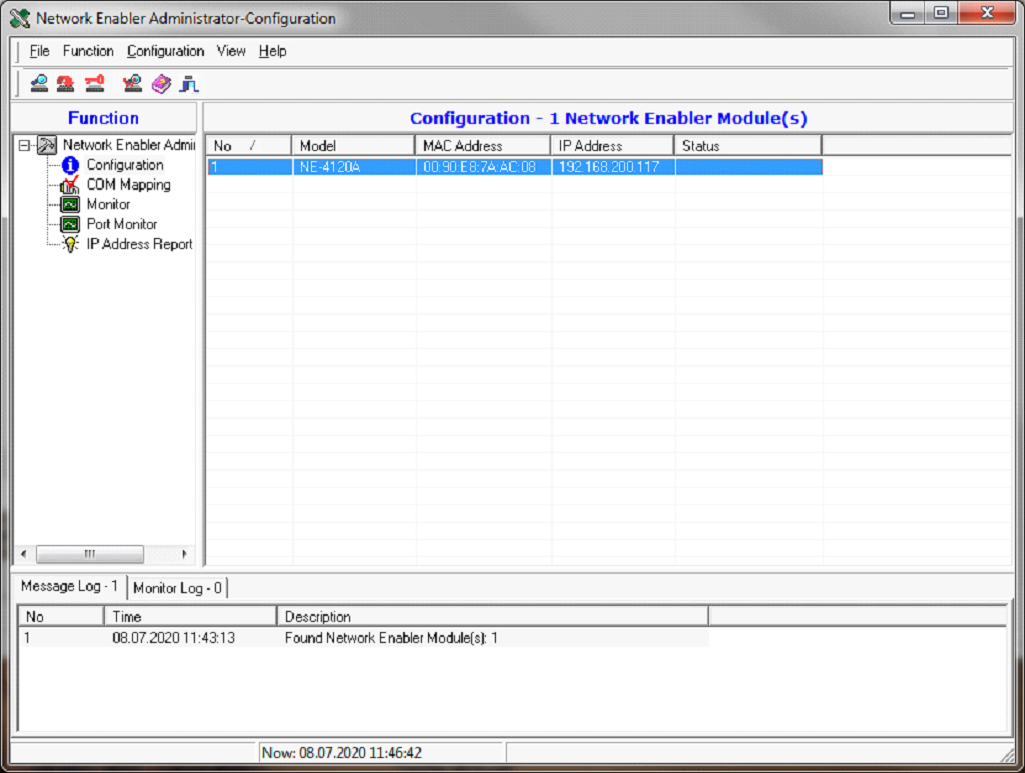 Network Enabler Administrator-Configuration
File Function Configuration View Help
Function
Configuration - 1 Network Enabler Module(s)
Network Enabler Admi
Configuration
COM Mapping
Monitor
Port Monitor
IP Address Report
No / Model MAC Address IP Address Status
1 NE-4120A 00:90:E8:7A:AC:08 192.168.200.117
Message Log - 1 Monitor Log - 0
No Time Description
1 08.07.2020 11:43:13 Found Network Enabler Module(s): 1
Now: 08.07.2020 11:46:42